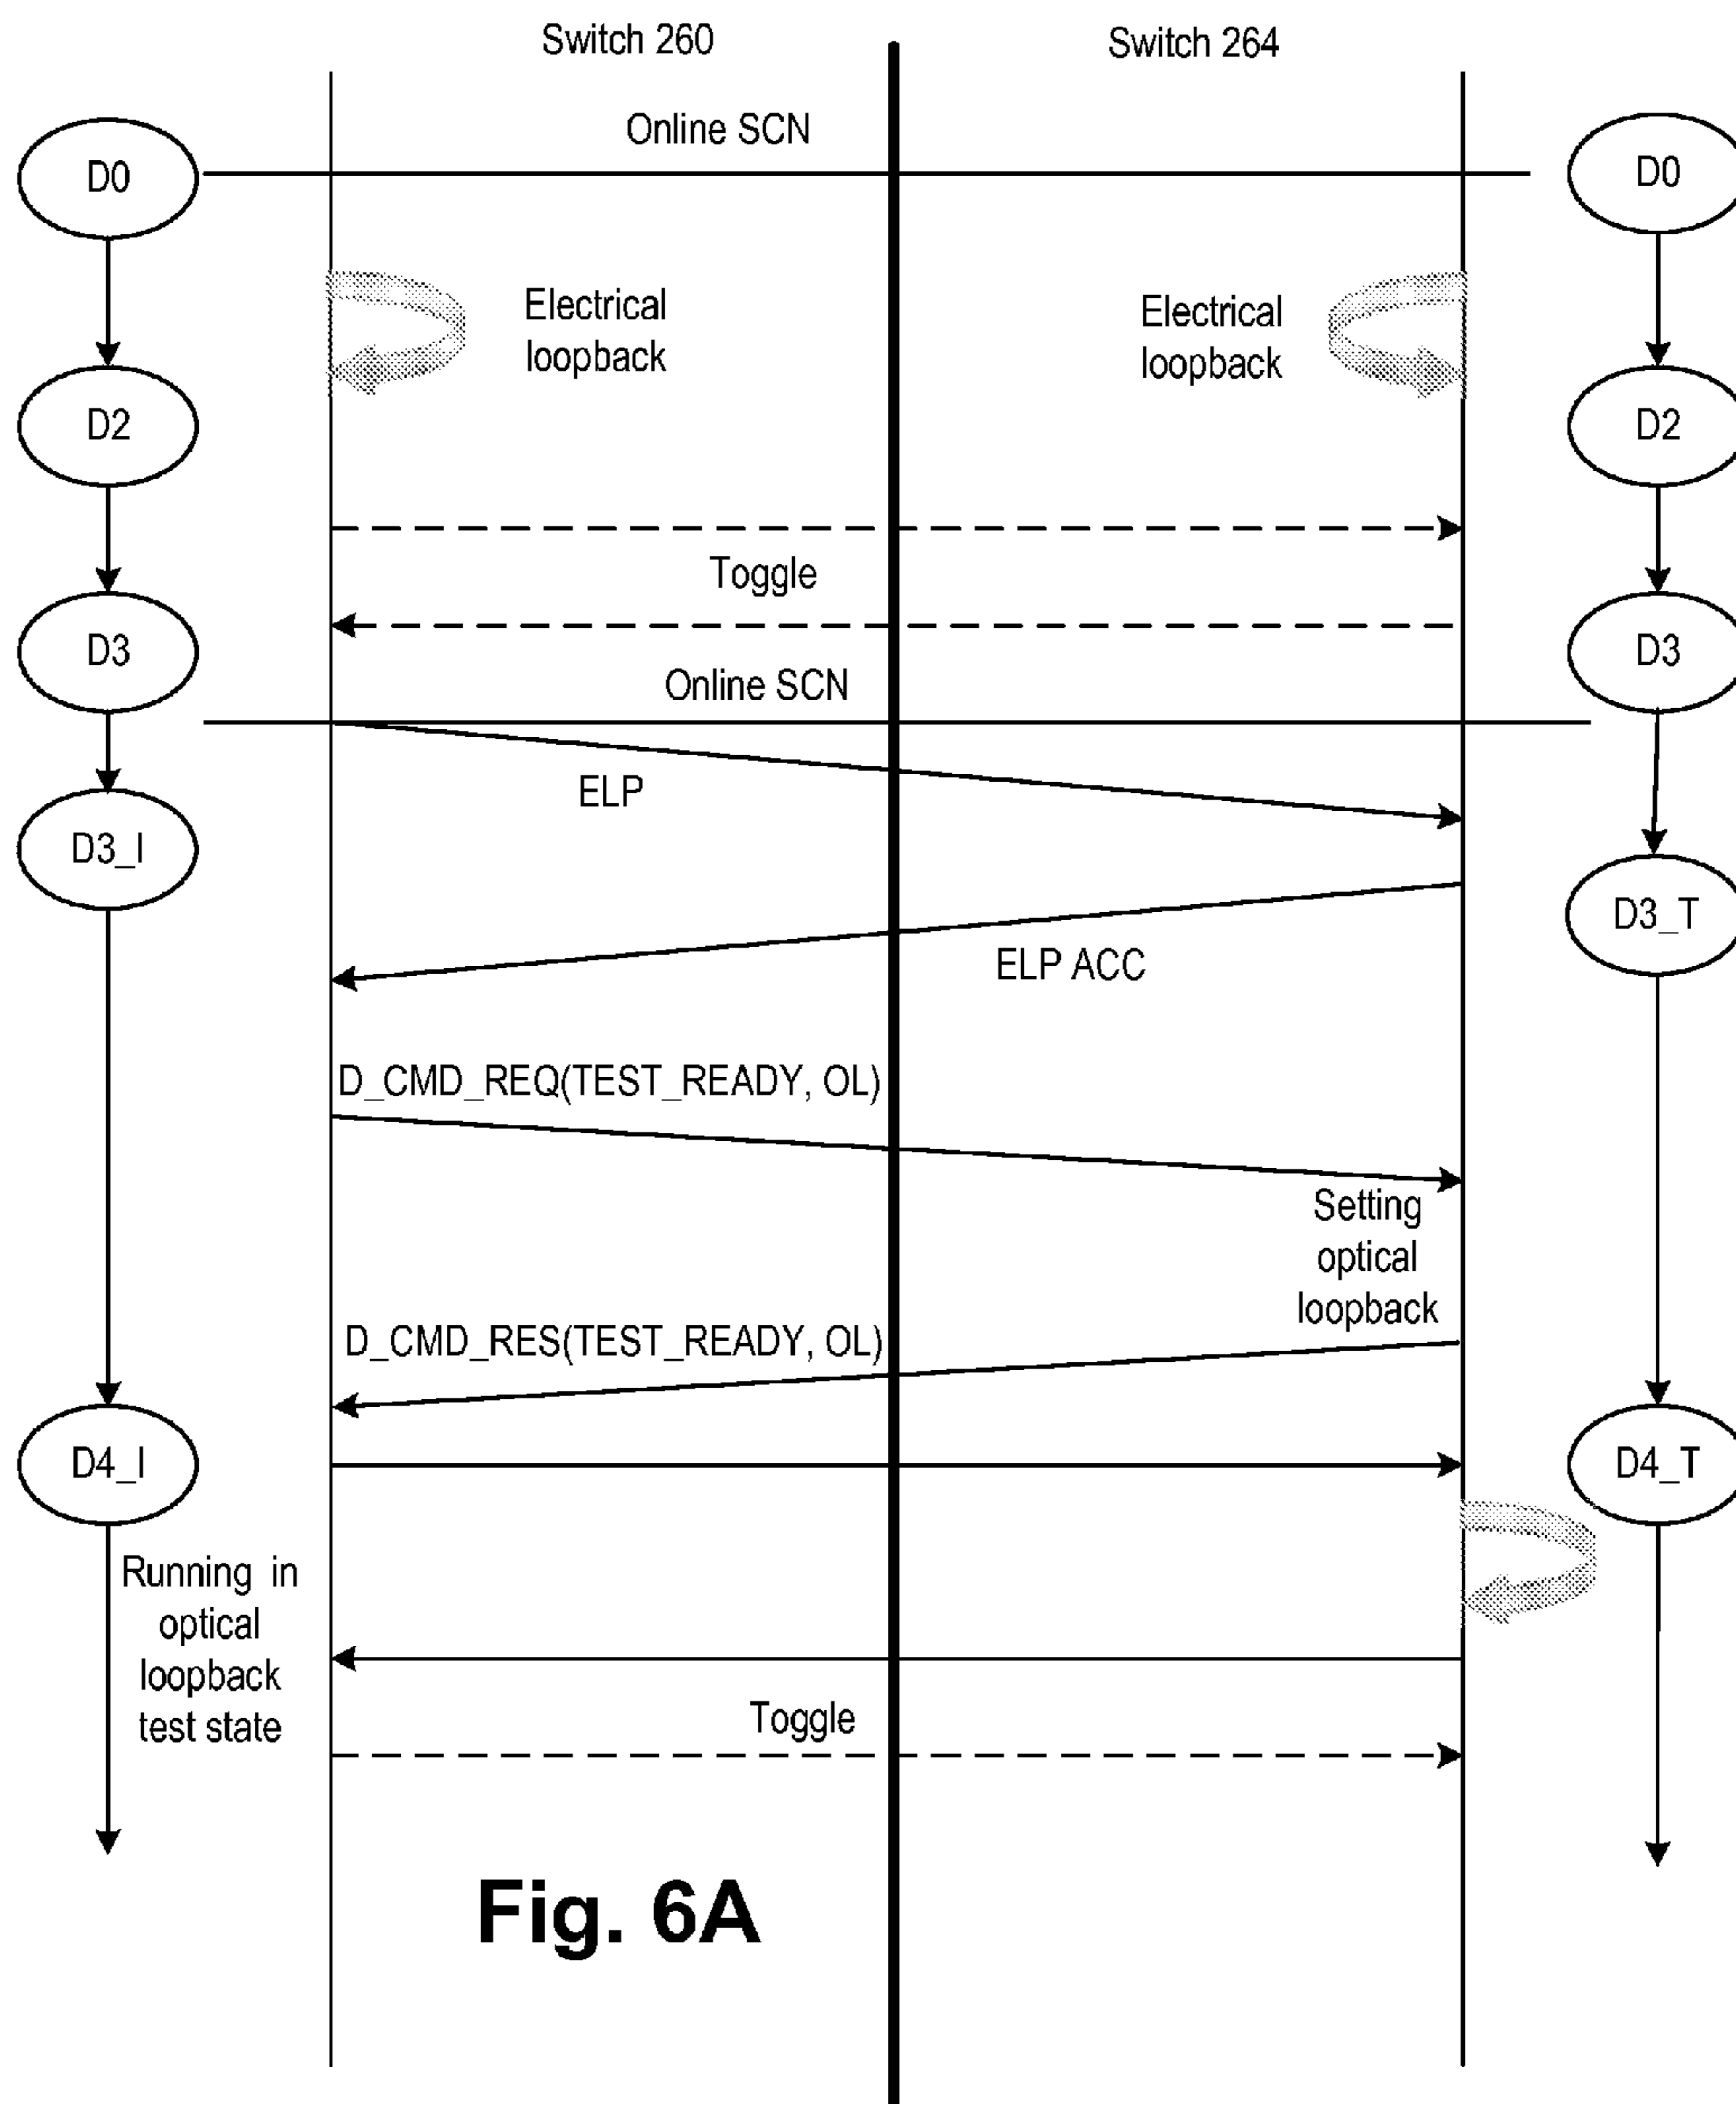 Switch 260
Switch 264
Online SCN
D0
D0
Electrical
loopback
Electrical
loopback
D2
D2
Toggle
D3
D3
Online SCN
ELP
D3_I
D3_T
ELP ACC
D_CMD_REQ(TEST_READY, OL)
Setting
optical
loopback
D_CMD_RES(TEST_READY, OL)
D4_I
D4_T
Running in
optical
loopback
test state
Toggle
Fig. 6A